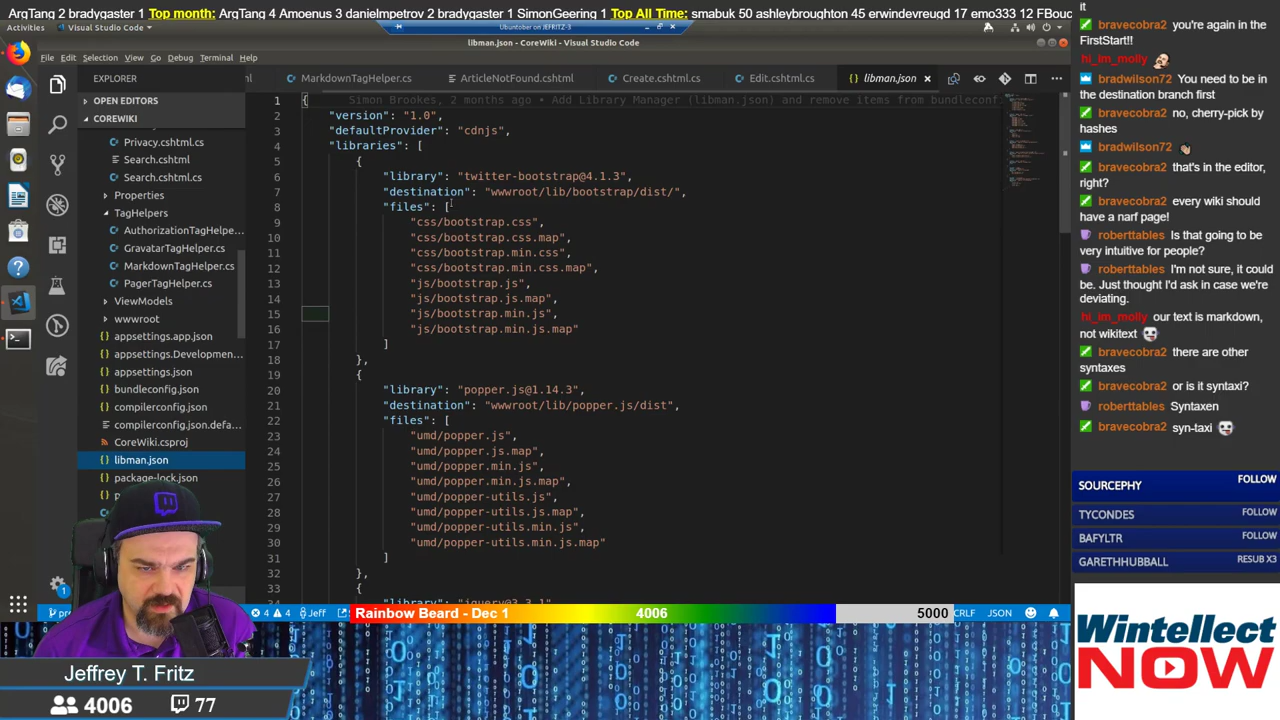 ArgTang 2 bradygaster 1 Top month: ArgTang 4 Amoenus 3 danielmpetrov 2 bradygaster 1 SimonGeering 1 Top All Time: smabuk 50 ashleybroughton 45 erwindevreugd 17 emo333 12 FBouc
Activities
Visual Studio Code
Ubuntober on JEFRITZ-3
libman.json - CoreWiki - Visual Studio Code
File Edit Selection View Go Debug Terminal Help
EXPLORER
MarkdownTagHelper.cs
ArticleNotFound.cshtml
Create.cshtml.cs
Edit.cshtml.cs
libman.json
OPEN EDITORS
COREWIKI
Privacy.cshtml.cs
Search.cshtml
Search.cshtml.cs
Properties
TagHelpers
AuthorizationTagHelpe...
GravatarTagHelper.cs
MarkdownTagHelper.cs
PagerTagHelper.cs
ViewModels
wwwroot
appsettings.app.json
appsettings.Developmen...
appsettings.json
bundleconfig.json
compilerconfig.json
compilerconfig.json.defa...
CoreWiki.csproj
libman.json
package-lock.json
1 { Simon Brookes, 2 months ago • Add Library Manager (libman.json) and remove items from bundleconf
2 "version": "1.0",
3 "defaultProvider": "cdnjs",
4 "libraries": [
5 {
6 "library": "twitter-bootstrap@4.1.3",
7 "destination": "wwwroot/lib/bootstrap/dist/",
8 "files": [
9 "css/bootstrap.css",
10 "css/bootstrap.css.map",
11 "css/bootstrap.min.css",
12 "css/bootstrap.min.css.map",
13 "js/bootstrap.js",
14 "js/bootstrap.js.map",
15 "js/bootstrap.min.js",
16 "js/bootstrap.min.js.map"
17 ]
18 },
19 {
20 "library": "popper.js@1.14.3",
21 "destination": "wwwroot/lib/popper.js/dist",
22 "files": [
23 "umd/popper.js",
24 "umd/popper.js.map",
25 "umd/popper.min.js",
26 "umd/popper.min.js.map",
27 "umd/popper-utils.js",
28 "umd/popper-utils.js.map",
29 "umd/popper-utils.min.js",
30 "umd/popper-utils.min.js.map"
31 ]
32 },
33 {
"library": "jquery@3.3.1",
1
4 4 Jeff
Rainbow Beard - Dec 1
4006
5000
CRLF JSON
it
bravecobra2 you're again in the
FirstStart!!
hi_im_molly
bradwilson72 You need to be in
the destination branch first
bravecobra2 no, cherry-pick by
hashes
bradwilson72
bravecobra2 that's in the editor,
right?
bravecobra2 every wiki should
have a narf page!
roberttables Is that going to be
very intuitive for people?
roberttables I'm not sure, it could
be. Just thought I'd ask in case we're
deviating.
hi_im_molly our text is markdown,
not wikitext
bravecobra2 there are other
syntaxes
bravecobra2 or is it syntaxi?
roberttables Syntaxen
bravecobra2 syn-taxi
SOURCEPHY FOLLOW
TYCONDES FOLLOW
BAFYLTR FOLLOW
GARETHHUBBALL RESUB X3
Wintellect
NOW
Jeffrey T. Fritz
4006 77